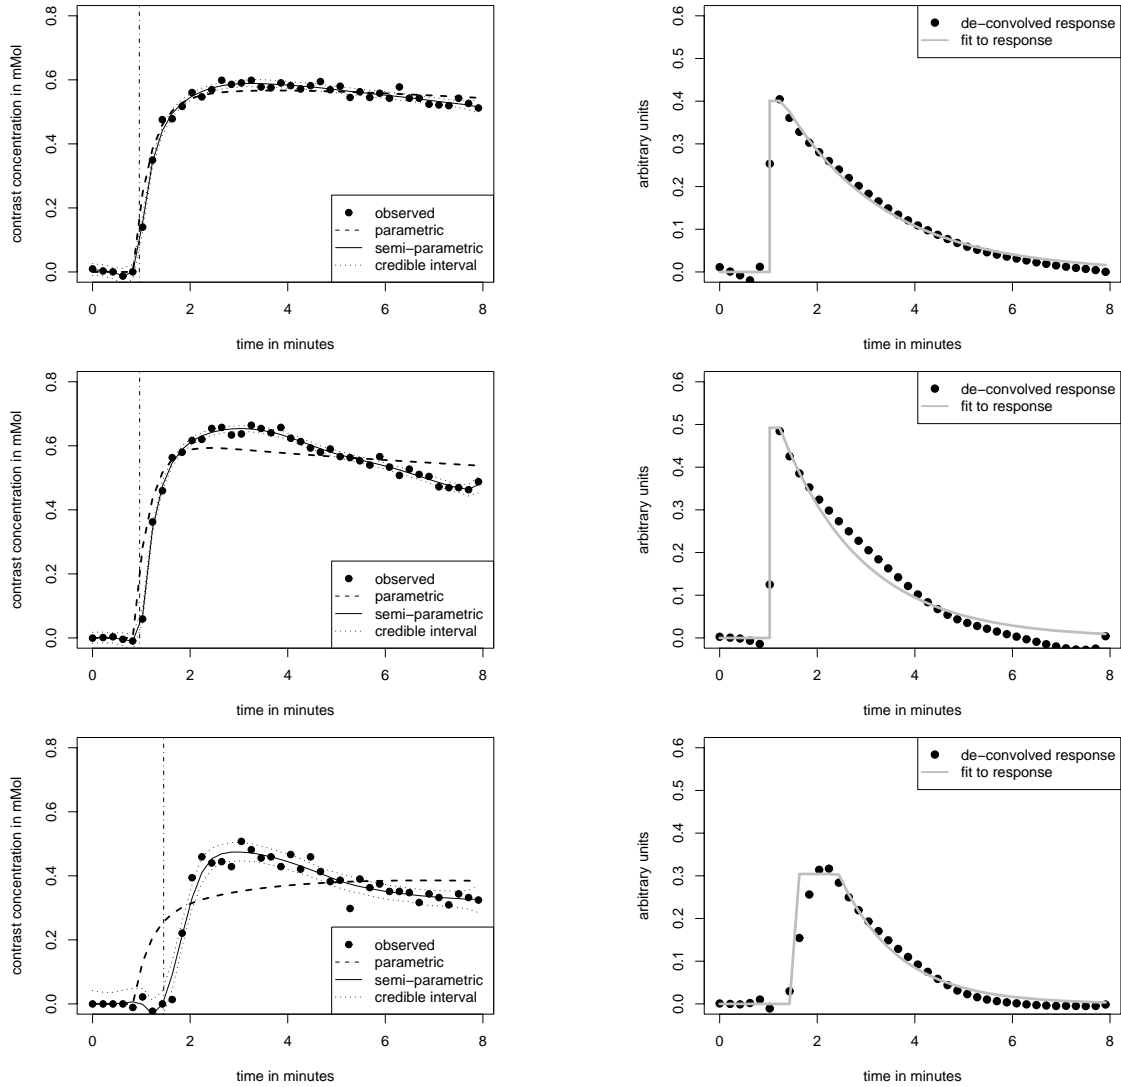 contrast concentration in mMol
0.0 0.2 0.4 0.6 0.8
observed
parametric
semi−parametric
credible interval
0 2 4 6 8
time in minutes
arbitrary units
0.0 0.1 0.2 0.3 0.4 0.5 0.6
de−convolved response
fit to response
0 2 4 6 8
time in minutes
contrast concentration in mMol
0.0 0.2 0.4 0.6 0.8
observed
parametric
semi−parametric
credible interval
0 2 4 6 8
time in minutes
arbitrary units
0.0 0.1 0.2 0.3 0.4 0.5 0.6
de−convolved response
fit to response
0 2 4 6 8
time in minutes
contrast concentration in mMol
0.0 0.2 0.4 0.6 0.8
observed
parametric
semi−parametric
credible interval
0 2 4 6 8
time in minutes
arbitrary units
0.0 0.1 0.2 0.3 0.4 0.5 0.6
de−convolved response
fit to response
0 2 4 6 8
time in minutes